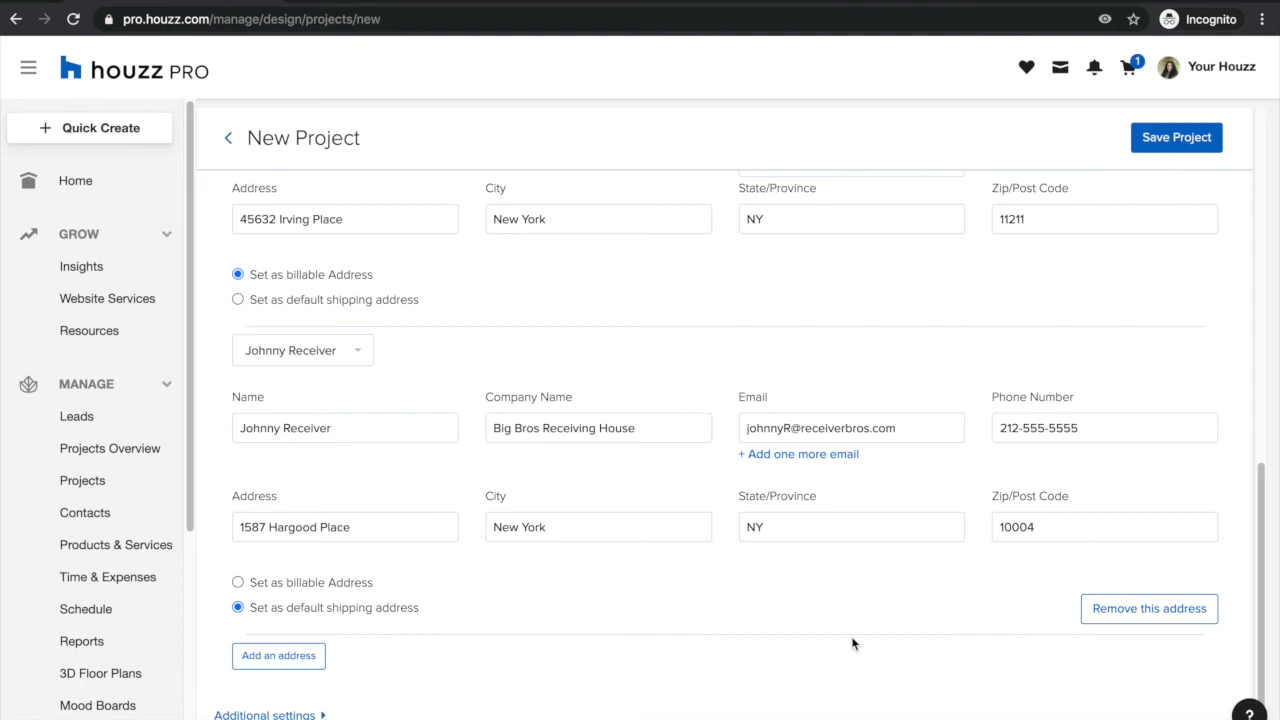 pro.houzz.com/manage/design/projects/new
Incognito
houzz PRO
1
Your Houzz
+ Quick Create
Home
GROW
Insights
Website Services
Resources
MANAGE
Leads
Projects Overview
Projects
Contacts
Products & Services
Time & Expenses
Schedule
Reports
3D Floor Plans
Mood Boards
New Project
Save Project
Address City State/Province Zip/Post Code
45632 Irving Place New York NY 11211
Set as billable Address
Set as default shipping address
Johnny Receiver
Name Company Name Email Phone Number
Johnny Receiver Big Bros Receiving House johnnyR@receiverbros.com 212-555-5555
+ Add one more email
Address City State/Province Zip/Post Code
1587 Hargood Place New York NY 10004
Set as billable Address
Set as default shipping address
Remove this address
Add an address
Additional settings
?